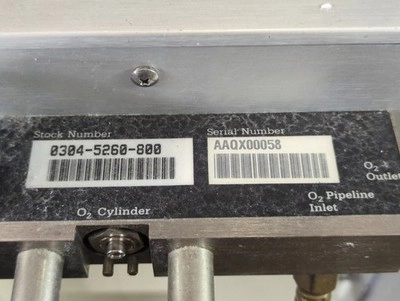 Stock Number
0304-5260-800
Serial Number
AAQX00058
O₂ Cylinder
O₂ Pipeline
Inlet
O₂
Outlet